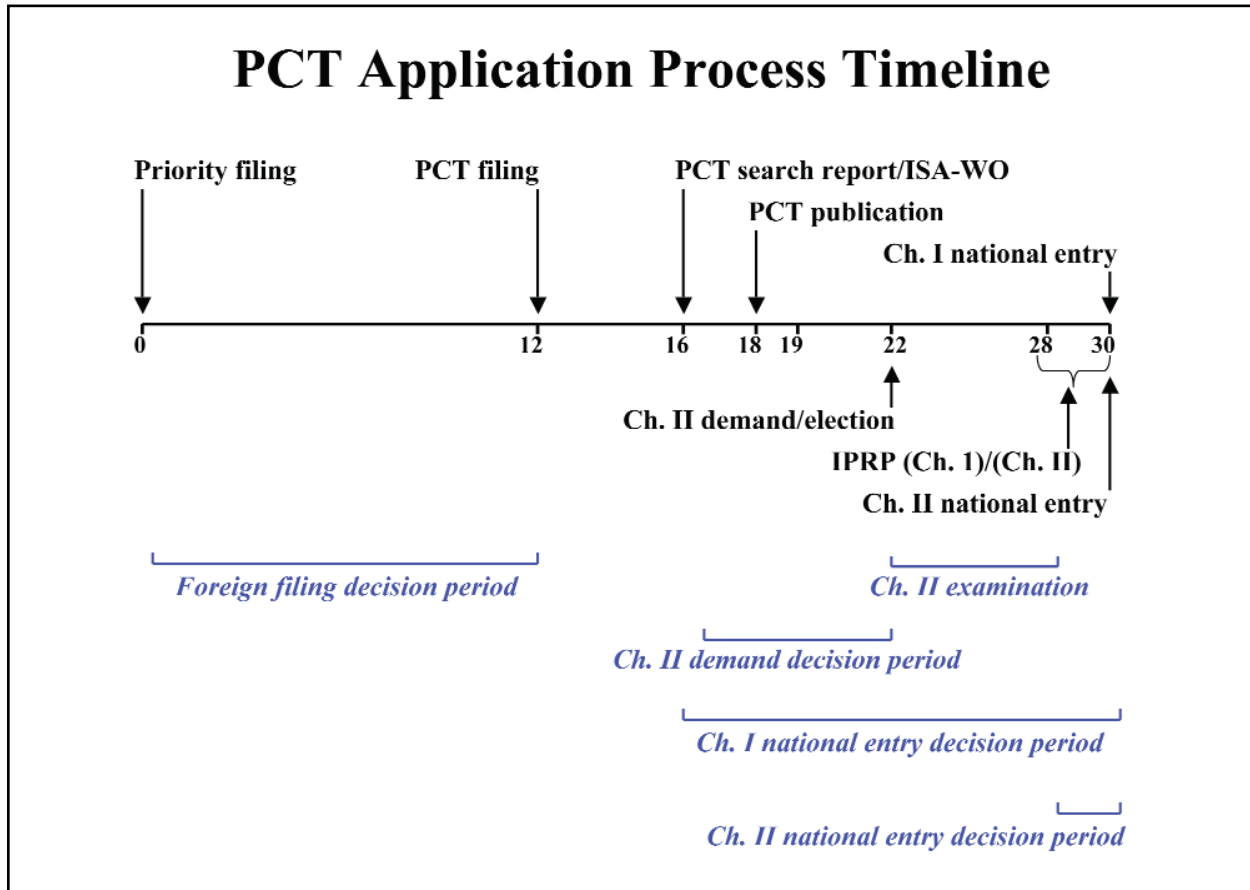 PCT Application Process Timeline
Priority filing
PCT filing
PCT search report/ISA-WO
PCT publication
Ch. I national entry
0 12 16 18 19 22 28 30
Ch. II demand/election
IPRP (Ch. 1)/(Ch. II)
Ch. II national entry
Foreign filing decision period
Ch. II examination
Ch. II demand decision period
Ch. I national entry decision period
Ch. II national entry decision period